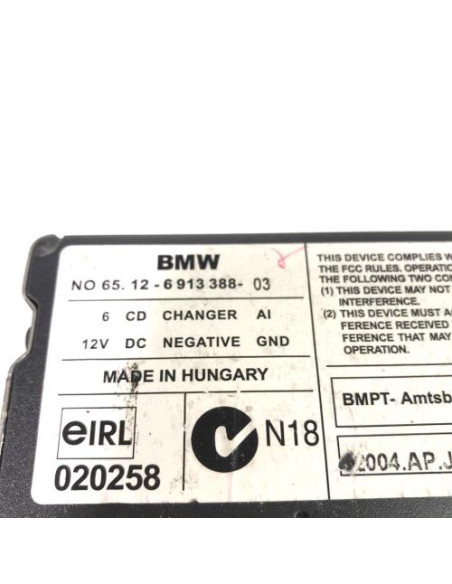 BMW
NO 65. 12 - 6 913 388- 03
6 CD CHANGER AI
12V DC NEGATIVE GND
MADE IN HUNGARY
eIRL
020258
N18
THIS DEVICE COMPLIES W
THE FCC RULES. OPERATIO
THE FOLLOWING TWO CO
(1) THIS DEVICE MAY NOT
INTERFERENCE.
(2) THIS DEVICE MUST A
FERENCE RECEIVED
FERENCE THAT MAY
OPERATION.
BMPT- Amtsb
2004.AP.J